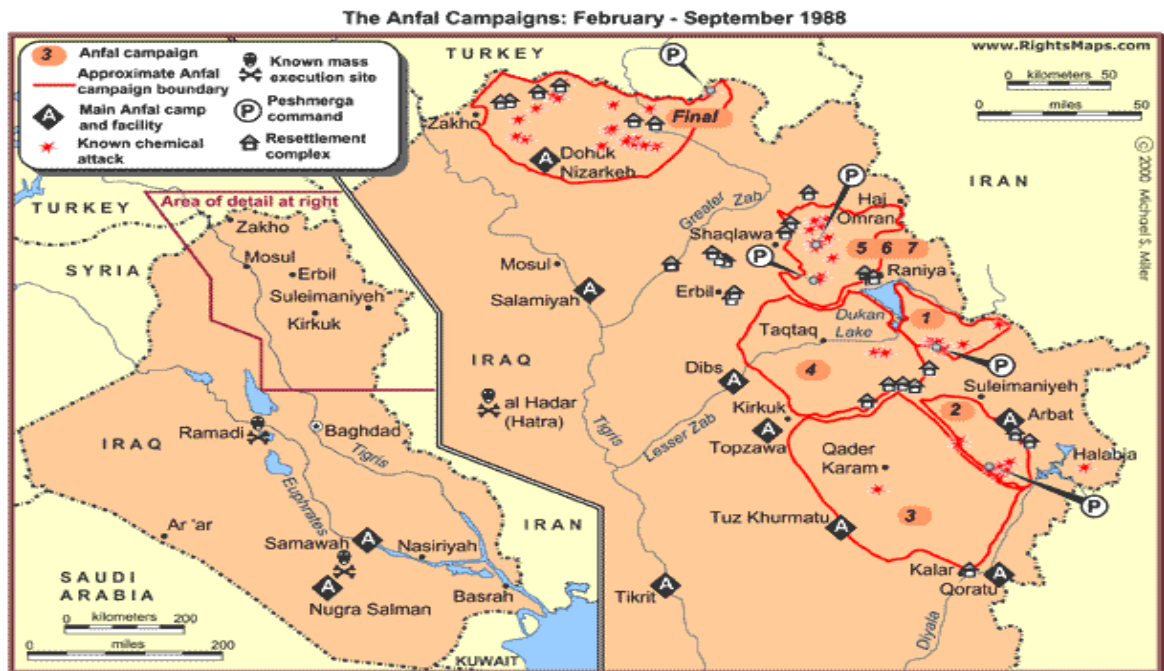 The Anfal Campaigns: February - September 1988
3 Anfal campaign
Approximate Anfal
campaign boundary
A Main Anfal camp
and facility
Known chemical
attack
Known mass
execution site
P Peshmerga
command
Resettlement
complex
www.RightsMaps.com
0 kilometers 50
0 miles 50
© 2000 Michael S. Miller
TURKEY
P
Zakho
Final
A Dohuk
Nizarkeh
IRAN
Greater Zab
P
Haj
Omran
Shaqlawa
5 6 7
P
Raniya
Mosul
A
Salamiyah
Erbil
Dukan
Lake
1
Taqtaq
P
IRAQ
4
Dibs
A
Suleimaniyeh
al Hadar
(Hatra)
Tigris
Lesser Zab
Kirkuk
A
Topzawa
2
A Arbat
Qader
Karam
Halabja
P
Tuz Khurmatu A
3
Kalar
A
Qoratu
Tikrit A
Diyala
Area of detail at right
TURKEY
Zakho
SYRIA
Mosul
Erbil
Suleimaniyeh
Kirkuk
IRAQ
Ramadi
Baghdad
Tigris
Euphrates
IRAN
Ar 'ar
Samawah
A
Nasiriyah
A
Nugra Salman
Basrah
SAUDI
ARABIA
0 kilometers 200
0 miles 200
KUWAIT